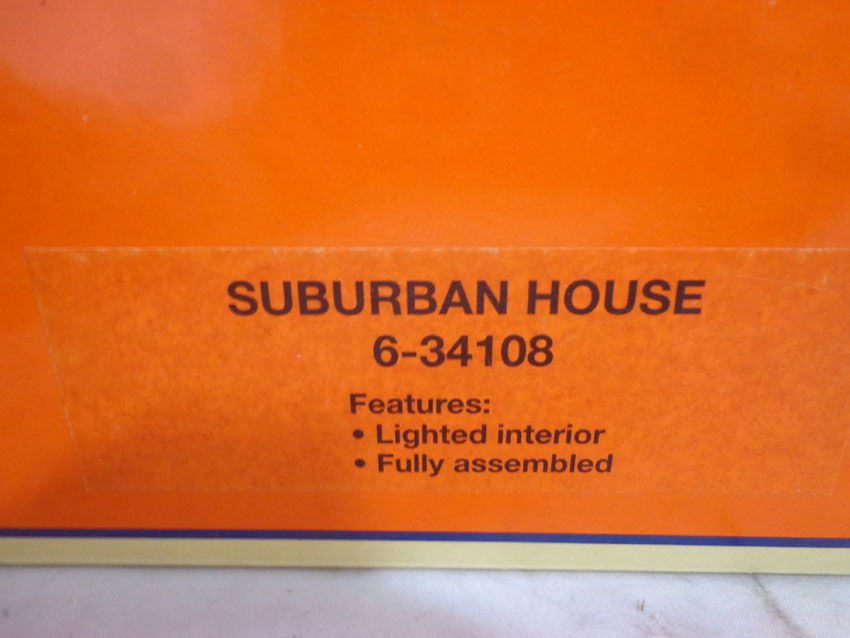 SUBURBAN HOUSE
6-34108
Features:
• Lighted interior
• Fully assembled